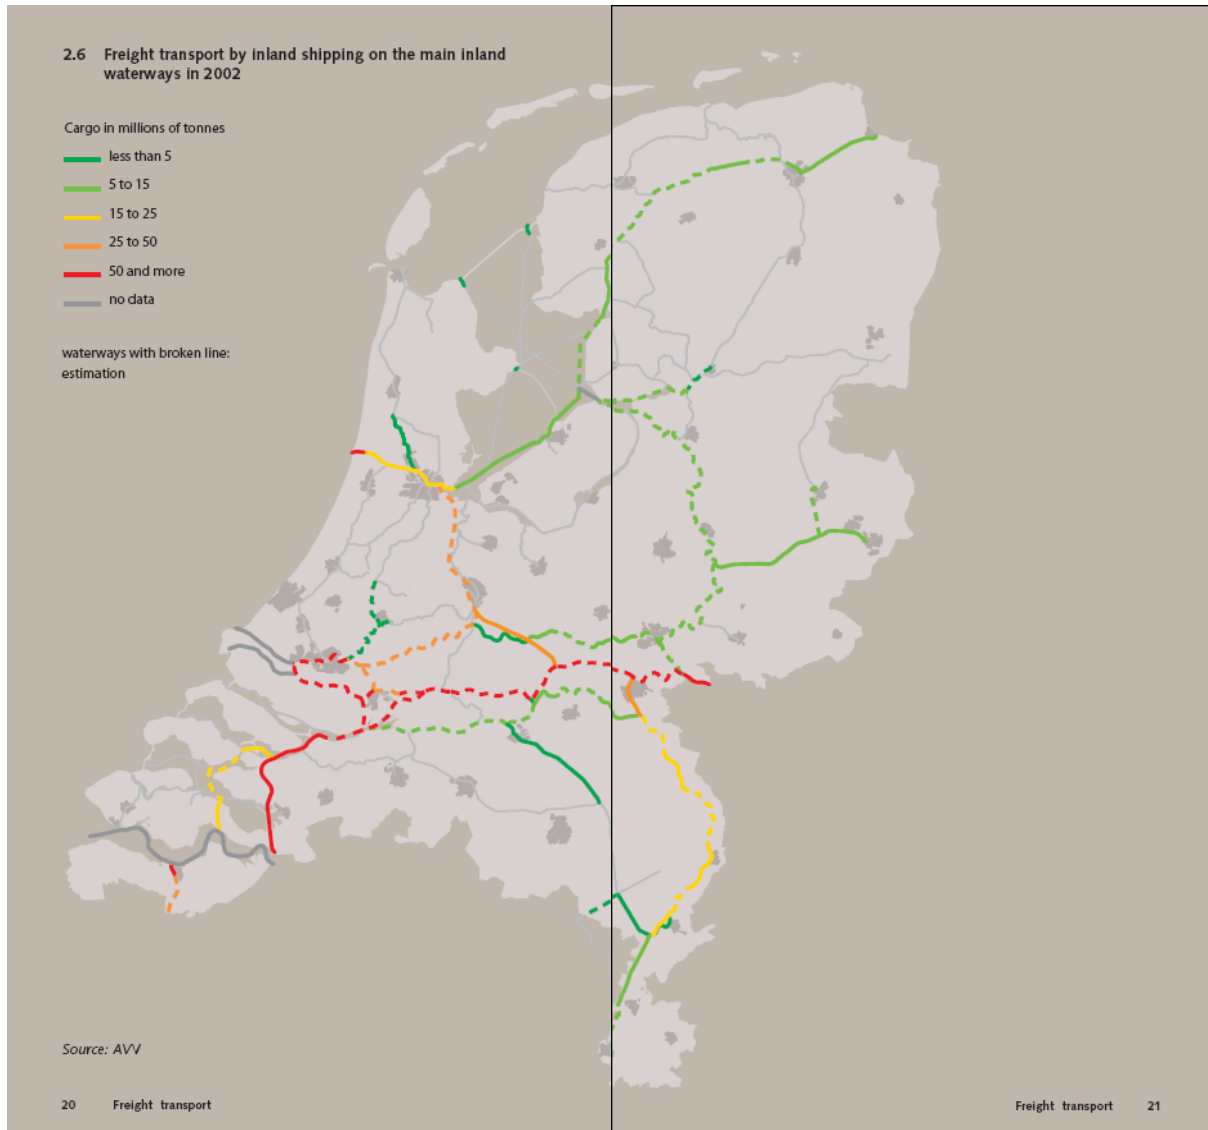 2.6 Freight transport by inland shipping on the main inland
waterways in 2002
Cargo in millions of tonnes
less than 5
5 to 15
15 to 25
25 to 50
50 and more
no data
waterways with broken line:
estimation
Source: AVV
20 Freight transport
Freight transport 21